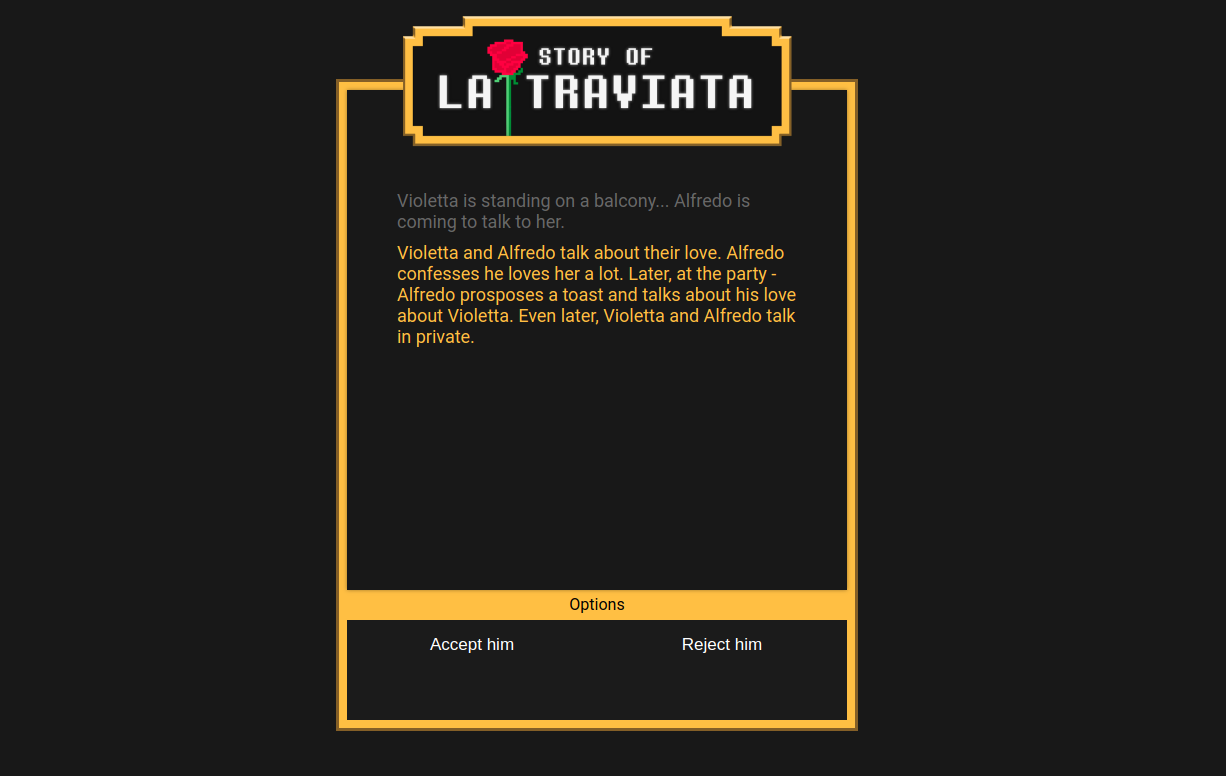 STORY OF
LA TRAVIATA
Violetta is standing on a balcony... Alfredo is
coming to talk to her.
Violetta and Alfredo talk about their love. Alfredo
confesses he loves her a lot. Later, at the party -
Alfredo prosposes a toast and talks about his love
about Violetta. Even later, Violetta and Alfredo talk
in private.
Options
Accept him
Reject him